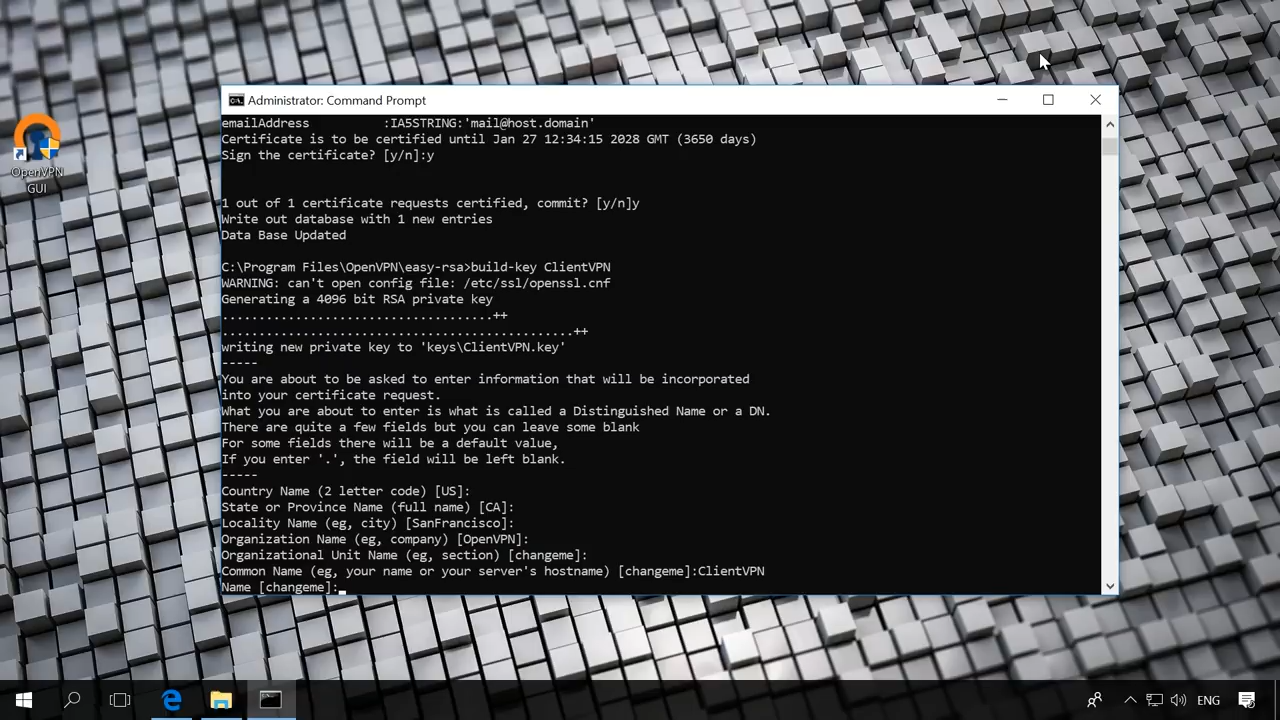 Administrator: Command Prompt
emailAddress          :IA5STRING:'mail@host.domain'
Certificate is to be certified until Jan 27 12:34:15 2028 GMT (3650 days)
Sign the certificate? [y/n]:y
1 out of 1 certificate requests certified, commit? [y/n]y
Write out database with 1 new entries
Data Base Updated
C:\Program Files\OpenVPN\easy-rsa>build-key ClientVPN
WARNING: can't open config file: /etc/ssl/openssl.cnf
Generating a 4096 bit RSA private key
.....................................++
................................................++
writing new private key to 'keys\ClientVPN.key'
-----
You are about to be asked to enter information that will be incorporated
into your certificate request.
What you are about to enter is what is called a Distinguished Name or a DN.
There are quite a few fields but you can leave some blank
For some fields there will be a default value,
If you enter '.', the field will be left blank.
-----
Country Name (2 letter code) [US]:
State or Province Name (full name) [CA]:
Locality Name (eg, city) [SanFrancisco]:
Organization Name (eg, company) [OpenVPN]:
Organizational Unit Name (eg, section) [changeme]:
Common Name (eg, your name or your server's hostname) [changeme]:ClientVPN
Name [changeme]:
OpenVPN
GUI
ENG